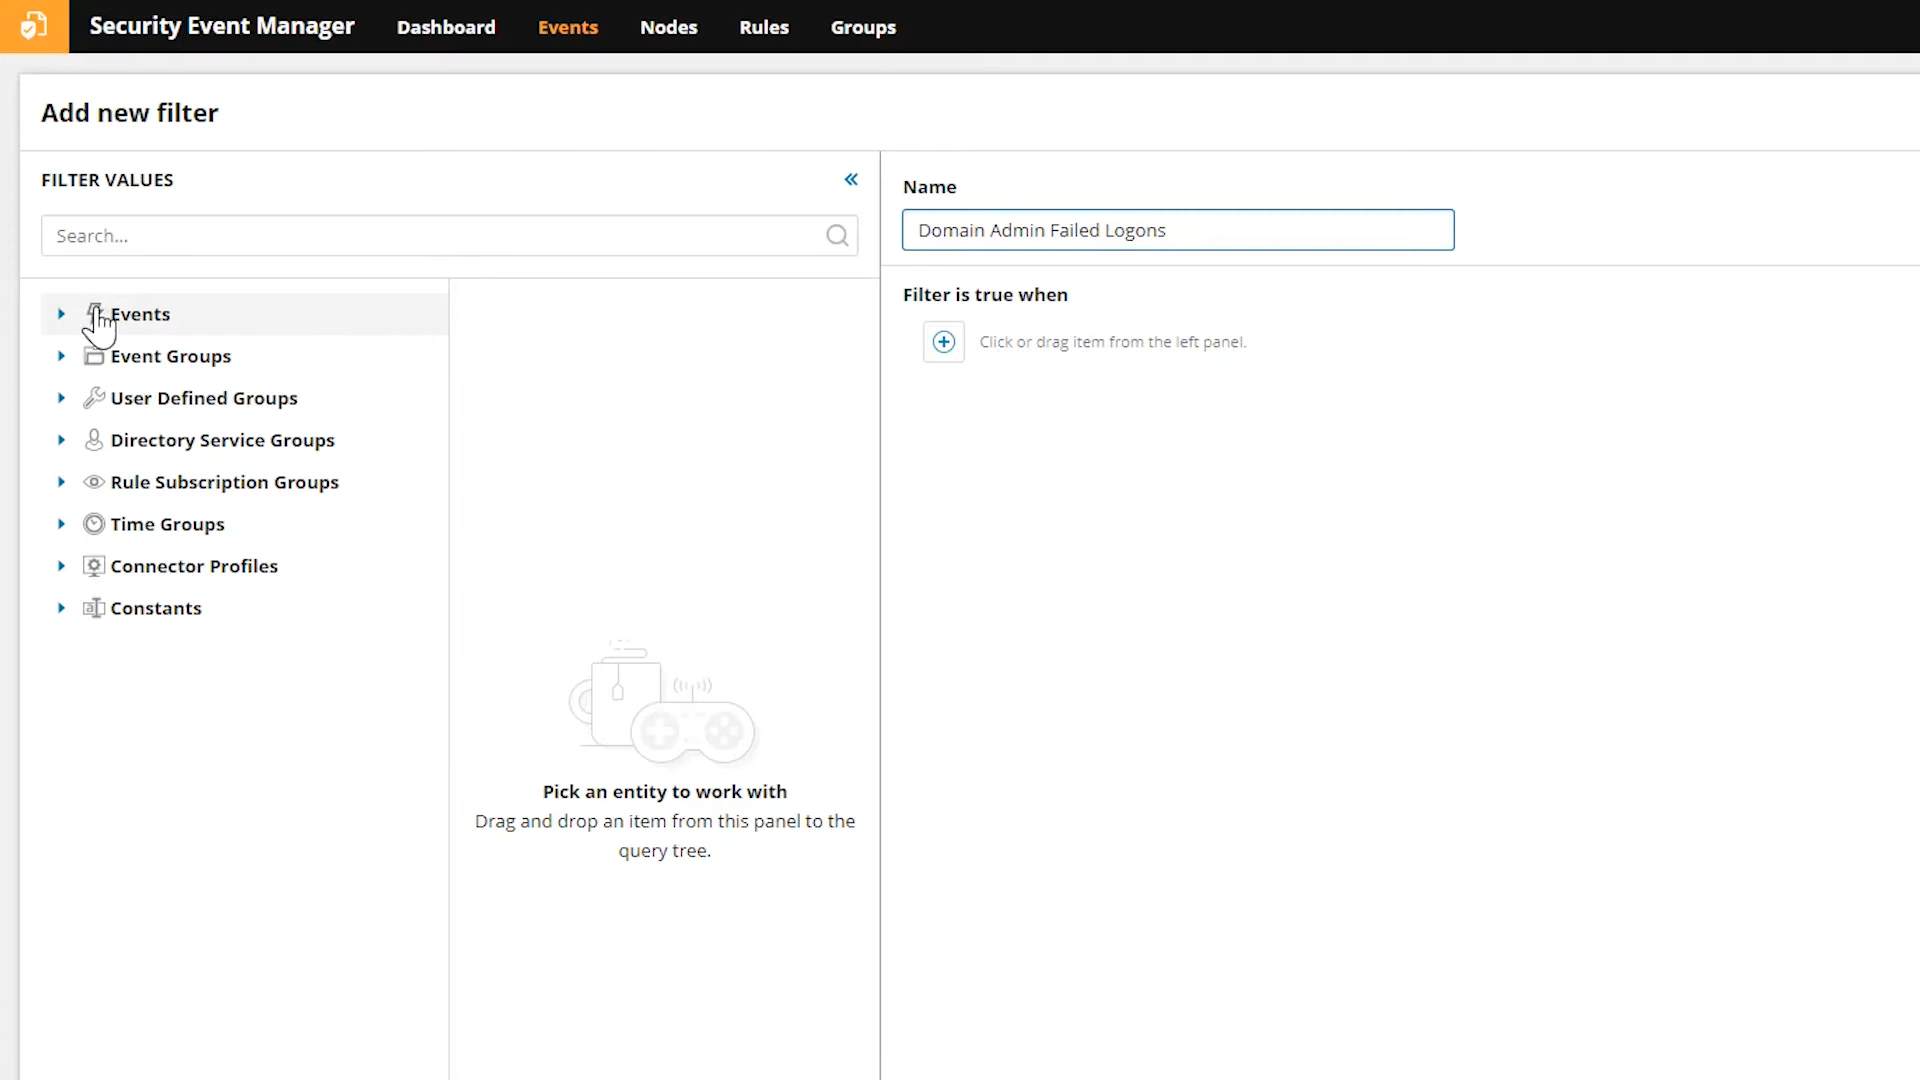 Security Event Manager
Dashboard
Events
Nodes
Rules
Groups
Add new filter
FILTER VALUES
Search...
Events
Event Groups
User Defined Groups
Directory Service Groups
Rule Subscription Groups
Time Groups
Connector Profiles
Constants
Pick an entity to work with
Drag and drop an item from this panel to the
query tree.
Name
Domain Admin Failed Logons
Filter is true when
Click or drag item from the left panel.